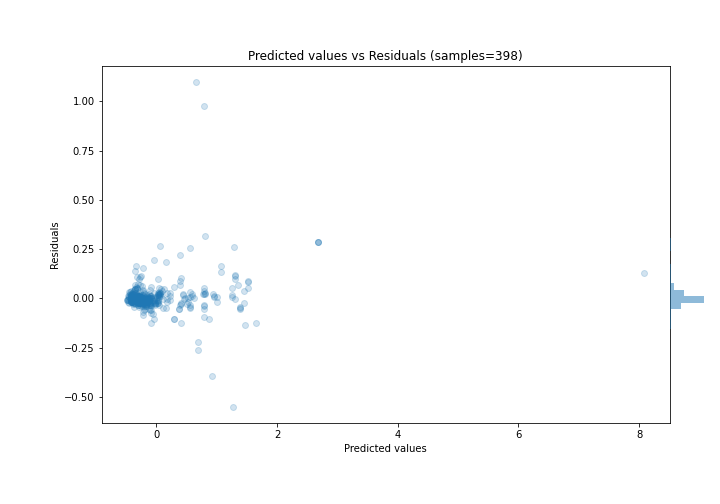 Predicted values vs Residuals (samples=398)
1.00
0.75
0.50
0.25
0.00
−0.25
−0.50
Residuals
0 2 4 6 8
Predicted values